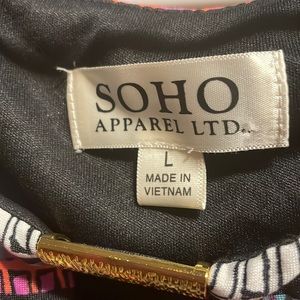 SOHO
APPAREL LTD.
L
MADE IN
VIETNAM